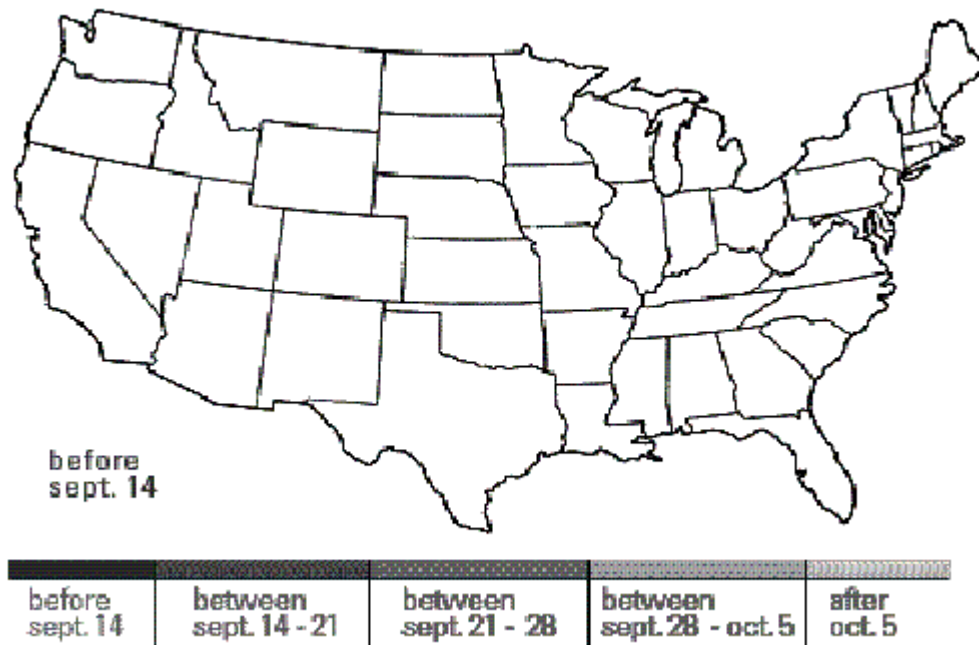 before
sept. 14
before
sept. 14
between
sept. 14 - 21
between
sept. 21 - 28
between
sept. 28 - oct. 5
after
oct. 5